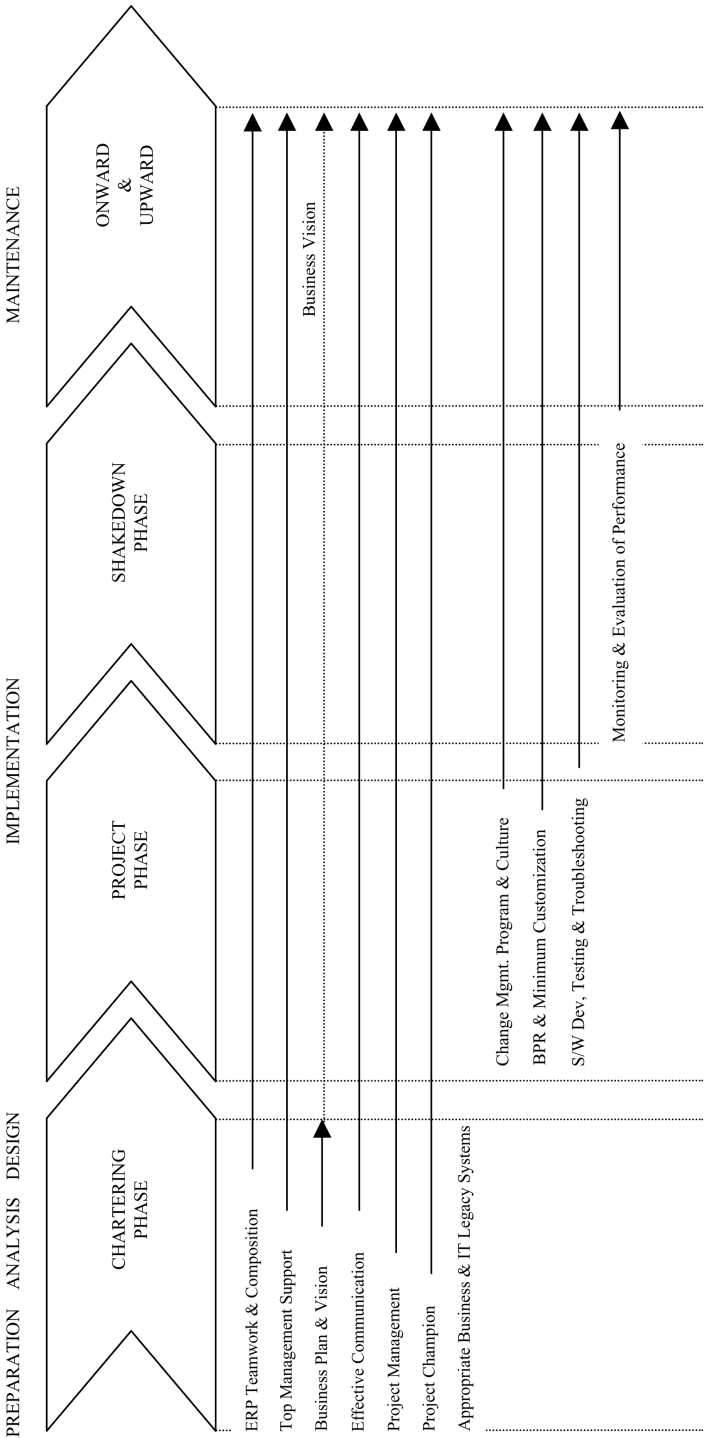 PREPARATION ANALYSIS DESIGN IMPLEMENTATION MAINTENANCE
CHARTERING
PHASE
PROJECT
PHASE
SHAKEDOWN
PHASE
ONWARD
&
UPWARD
ERP Teamwork & Composition
Top Management Support
Business Plan & Vision
Business Vision
Effective Communication
Project Management
Project Champion
Appropriate Business & IT Legacy Systems
Change Mgmt. Program & Culture
BPR & Minimum Customization
S/W Dev, Testing & Troubleshooting
Monitoring & Evaluation of Performance